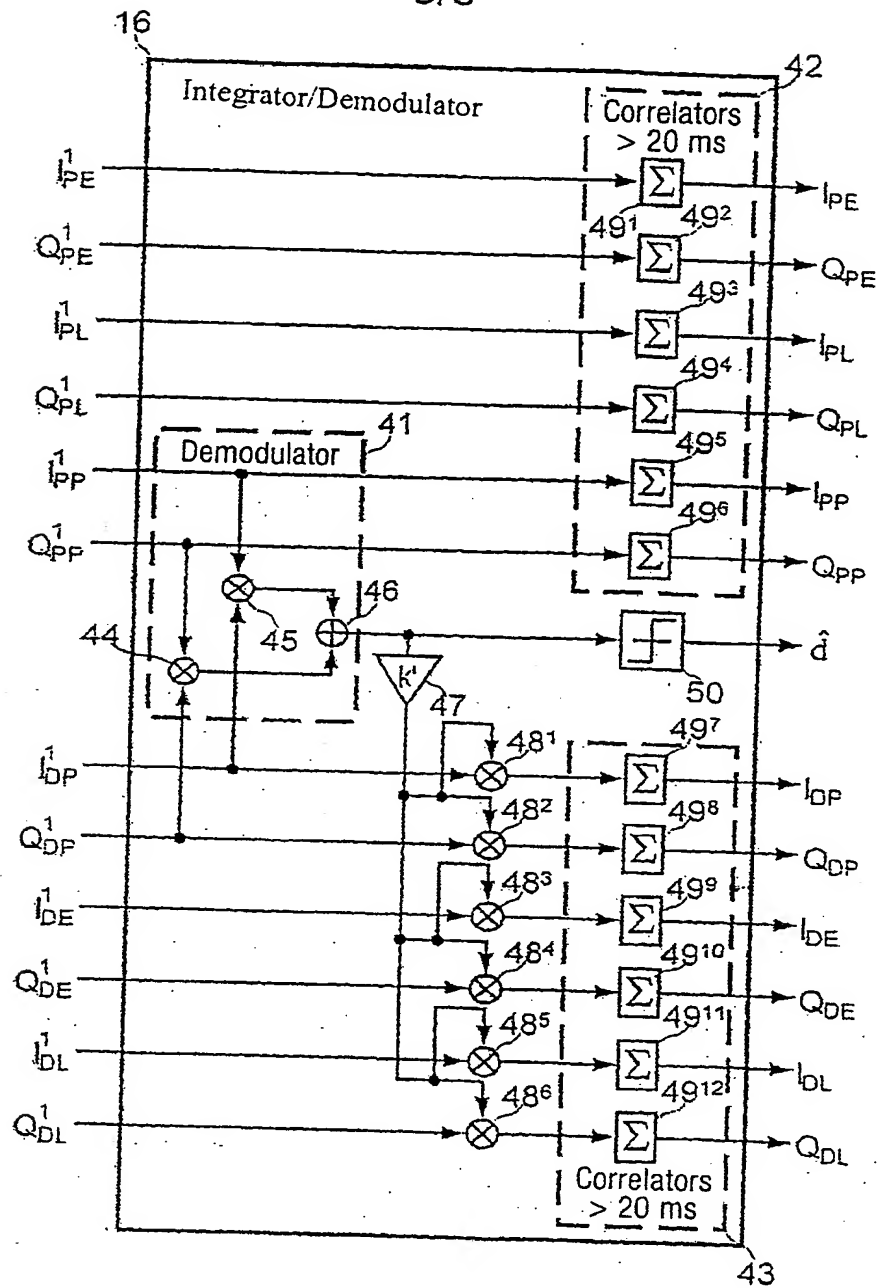 16
42
Integrator/Demodulator
Correlators
> 20 ms
I¹PE Σ IPE
49¹
49²
Q¹PE Σ QPE
49³
I¹PL Σ IPL
49⁴
Q¹PL Σ QPL
41
Demodulator
49⁵
I¹PP Σ IPP
49⁶
Q¹PP Σ QPP
45
46
44
d̂
50
k'
47
49⁷
48¹
I¹DP Σ IDP
49⁸
Q¹DP 48² Σ QDP
49⁹
48³
I¹DE Σ IDE
49¹⁰
48⁴
Q¹DE Σ QDE
49¹¹
48⁵
I¹DL Σ IDL
49¹²
48⁶
Q¹DL Σ QDL
Correlators
> 20 ms
43